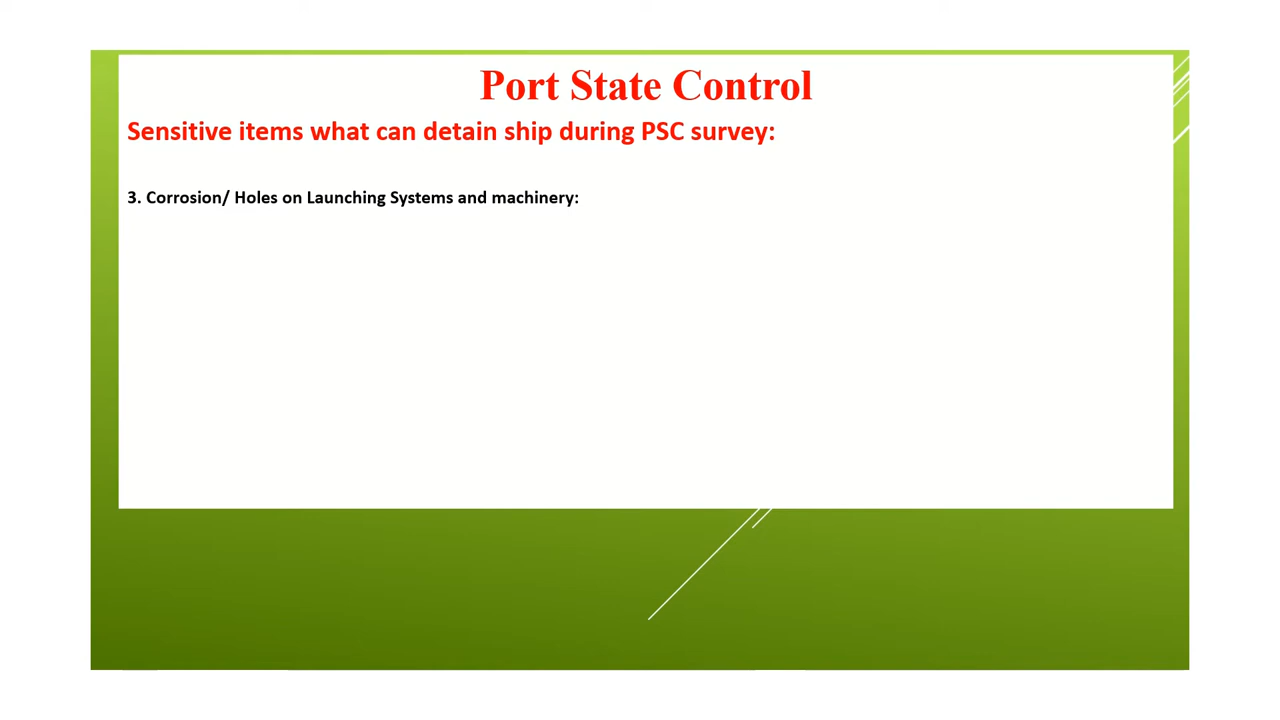 Port State Control
Sensitive items what can detain ship during PSC survey:
3. Corrosion/ Holes on Launching Systems and machinery: